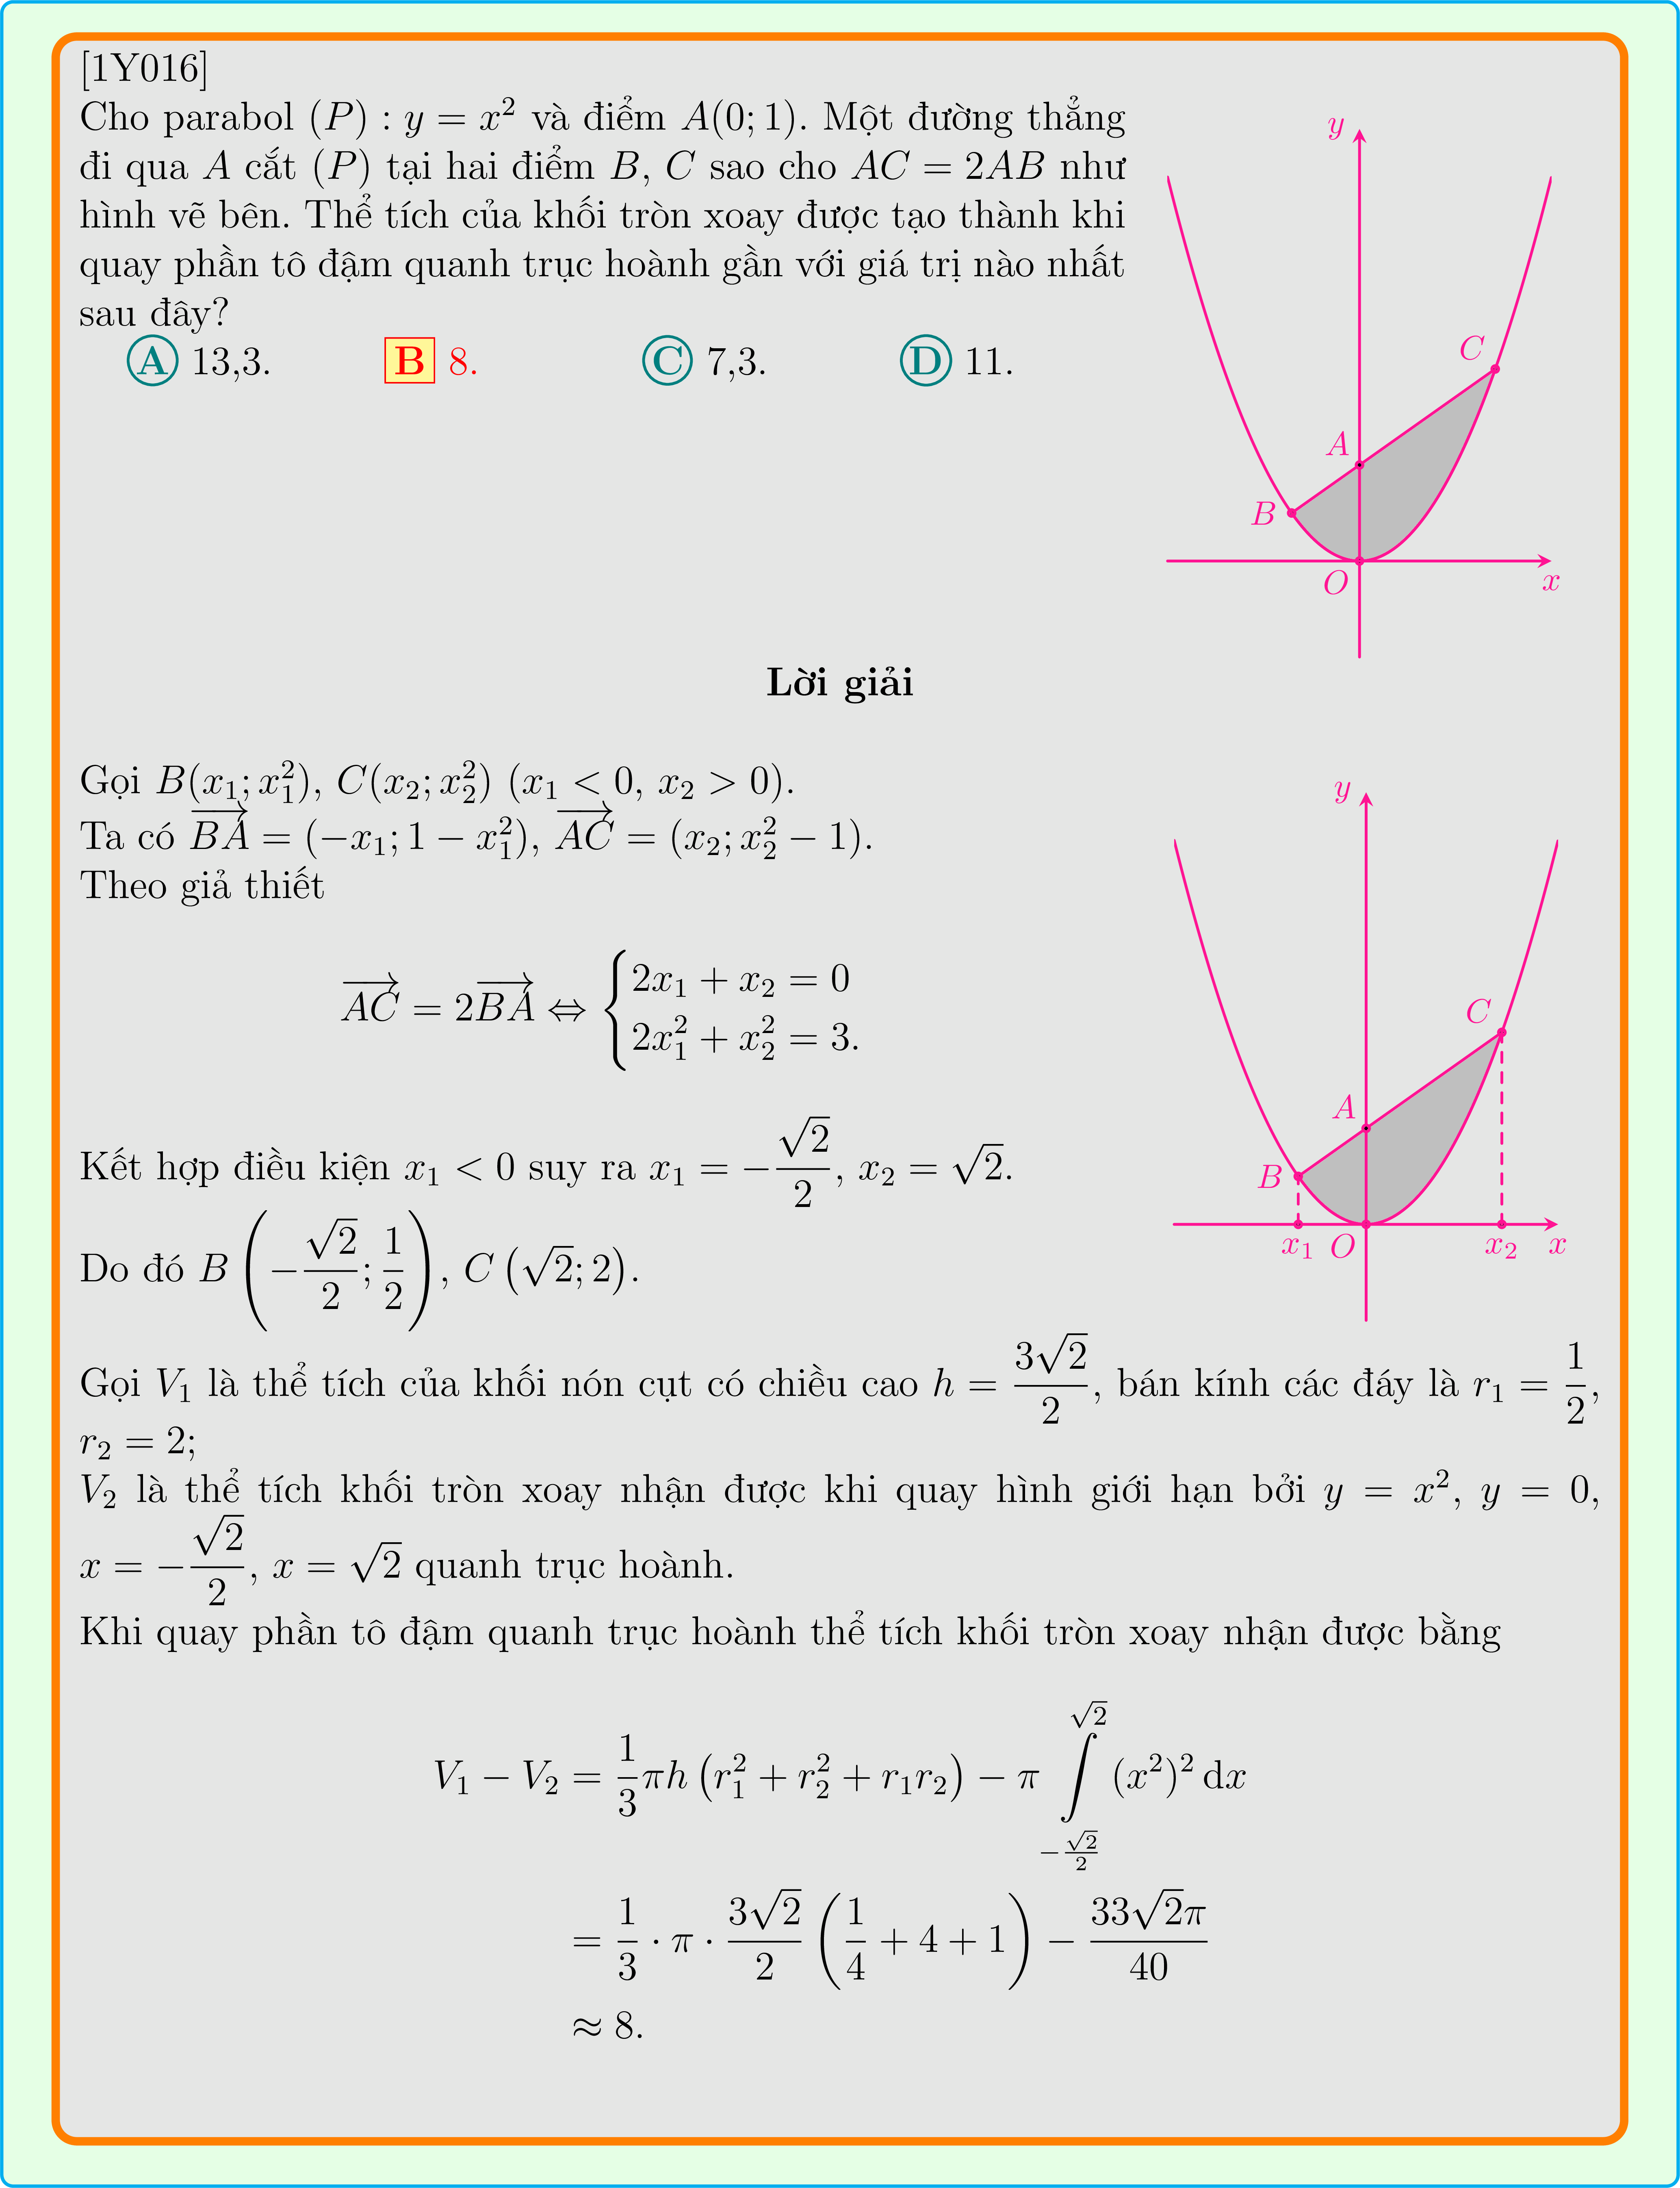 [1Y016]
Cho parabol $(P) : y = x^2$ và điểm $A(0; 1)$. Một đường thẳng
đi qua $A$ cắt $(P)$ tại hai điểm $B$, $C$ sao cho $AC = 2AB$ như
hình vẽ bên. Thể tích của khối tròn xoay được tạo thành khi
quay phần tô đậm quanh trục hoành gần với giá trị nào nhất
sau đây?
A 13,3. B 8. C 7,3. D 11.
y
C
A
B
O
x
Lời giải
Gọi $B(x_1; x_1^2)$, $C(x_2; x_2^2)$ $(x_1 < 0, x_2 > 0)$.
Ta có $\overrightarrow{BA} = (-x_1; 1 - x_1^2)$, $\overrightarrow{AC} = (x_2; x_2^2 - 1)$.
Theo giả thiết
$\overrightarrow{AC} = 2\overrightarrow{BA} \Leftrightarrow \begin{cases} 2x_1 + x_2 = 0 \\ 2x_1^2 + x_2^2 = 3. \end{cases}$
Kết hợp điều kiện $x_1 < 0$ suy ra $x_1 = -\dfrac{\sqrt{2}}{2}$, $x_2 = \sqrt{2}$.
Do đó $B\left(-\dfrac{\sqrt{2}}{2}; \dfrac{1}{2}\right)$, $C\left(\sqrt{2}; 2\right)$.
y
C
A
B
x_1
O
x_2
x
Gọi $V_1$ là thể tích của khối nón cụt có chiều cao $h = \dfrac{3\sqrt{2}}{2}$, bán kính các đáy là $r_1 = \dfrac{1}{2}$,
$r_2 = 2$;
$V_2$ là thể tích khối tròn xoay nhận được khi quay hình giới hạn bởi $y = x^2$, $y = 0$,
$x = -\dfrac{\sqrt{2}}{2}$, $x = \sqrt{2}$ quanh trục hoành.
Khi quay phần tô đậm quanh trục hoành thể tích khối tròn xoay nhận được bằng
$V_1 - V_2 = \dfrac{1}{3}\pi h\left(r_1^2 + r_2^2 + r_1 r_2\right) - \pi \int\limits_{-\frac{\sqrt{2}}{2}}^{\sqrt{2}} (x^2)^2 \,\mathrm{d}x$
$= \dfrac{1}{3} \cdot \pi \cdot \dfrac{3\sqrt{2}}{2}\left(\dfrac{1}{4} + 4 + 1\right) - \dfrac{33\sqrt{2}\pi}{40}$
$\approx 8.$